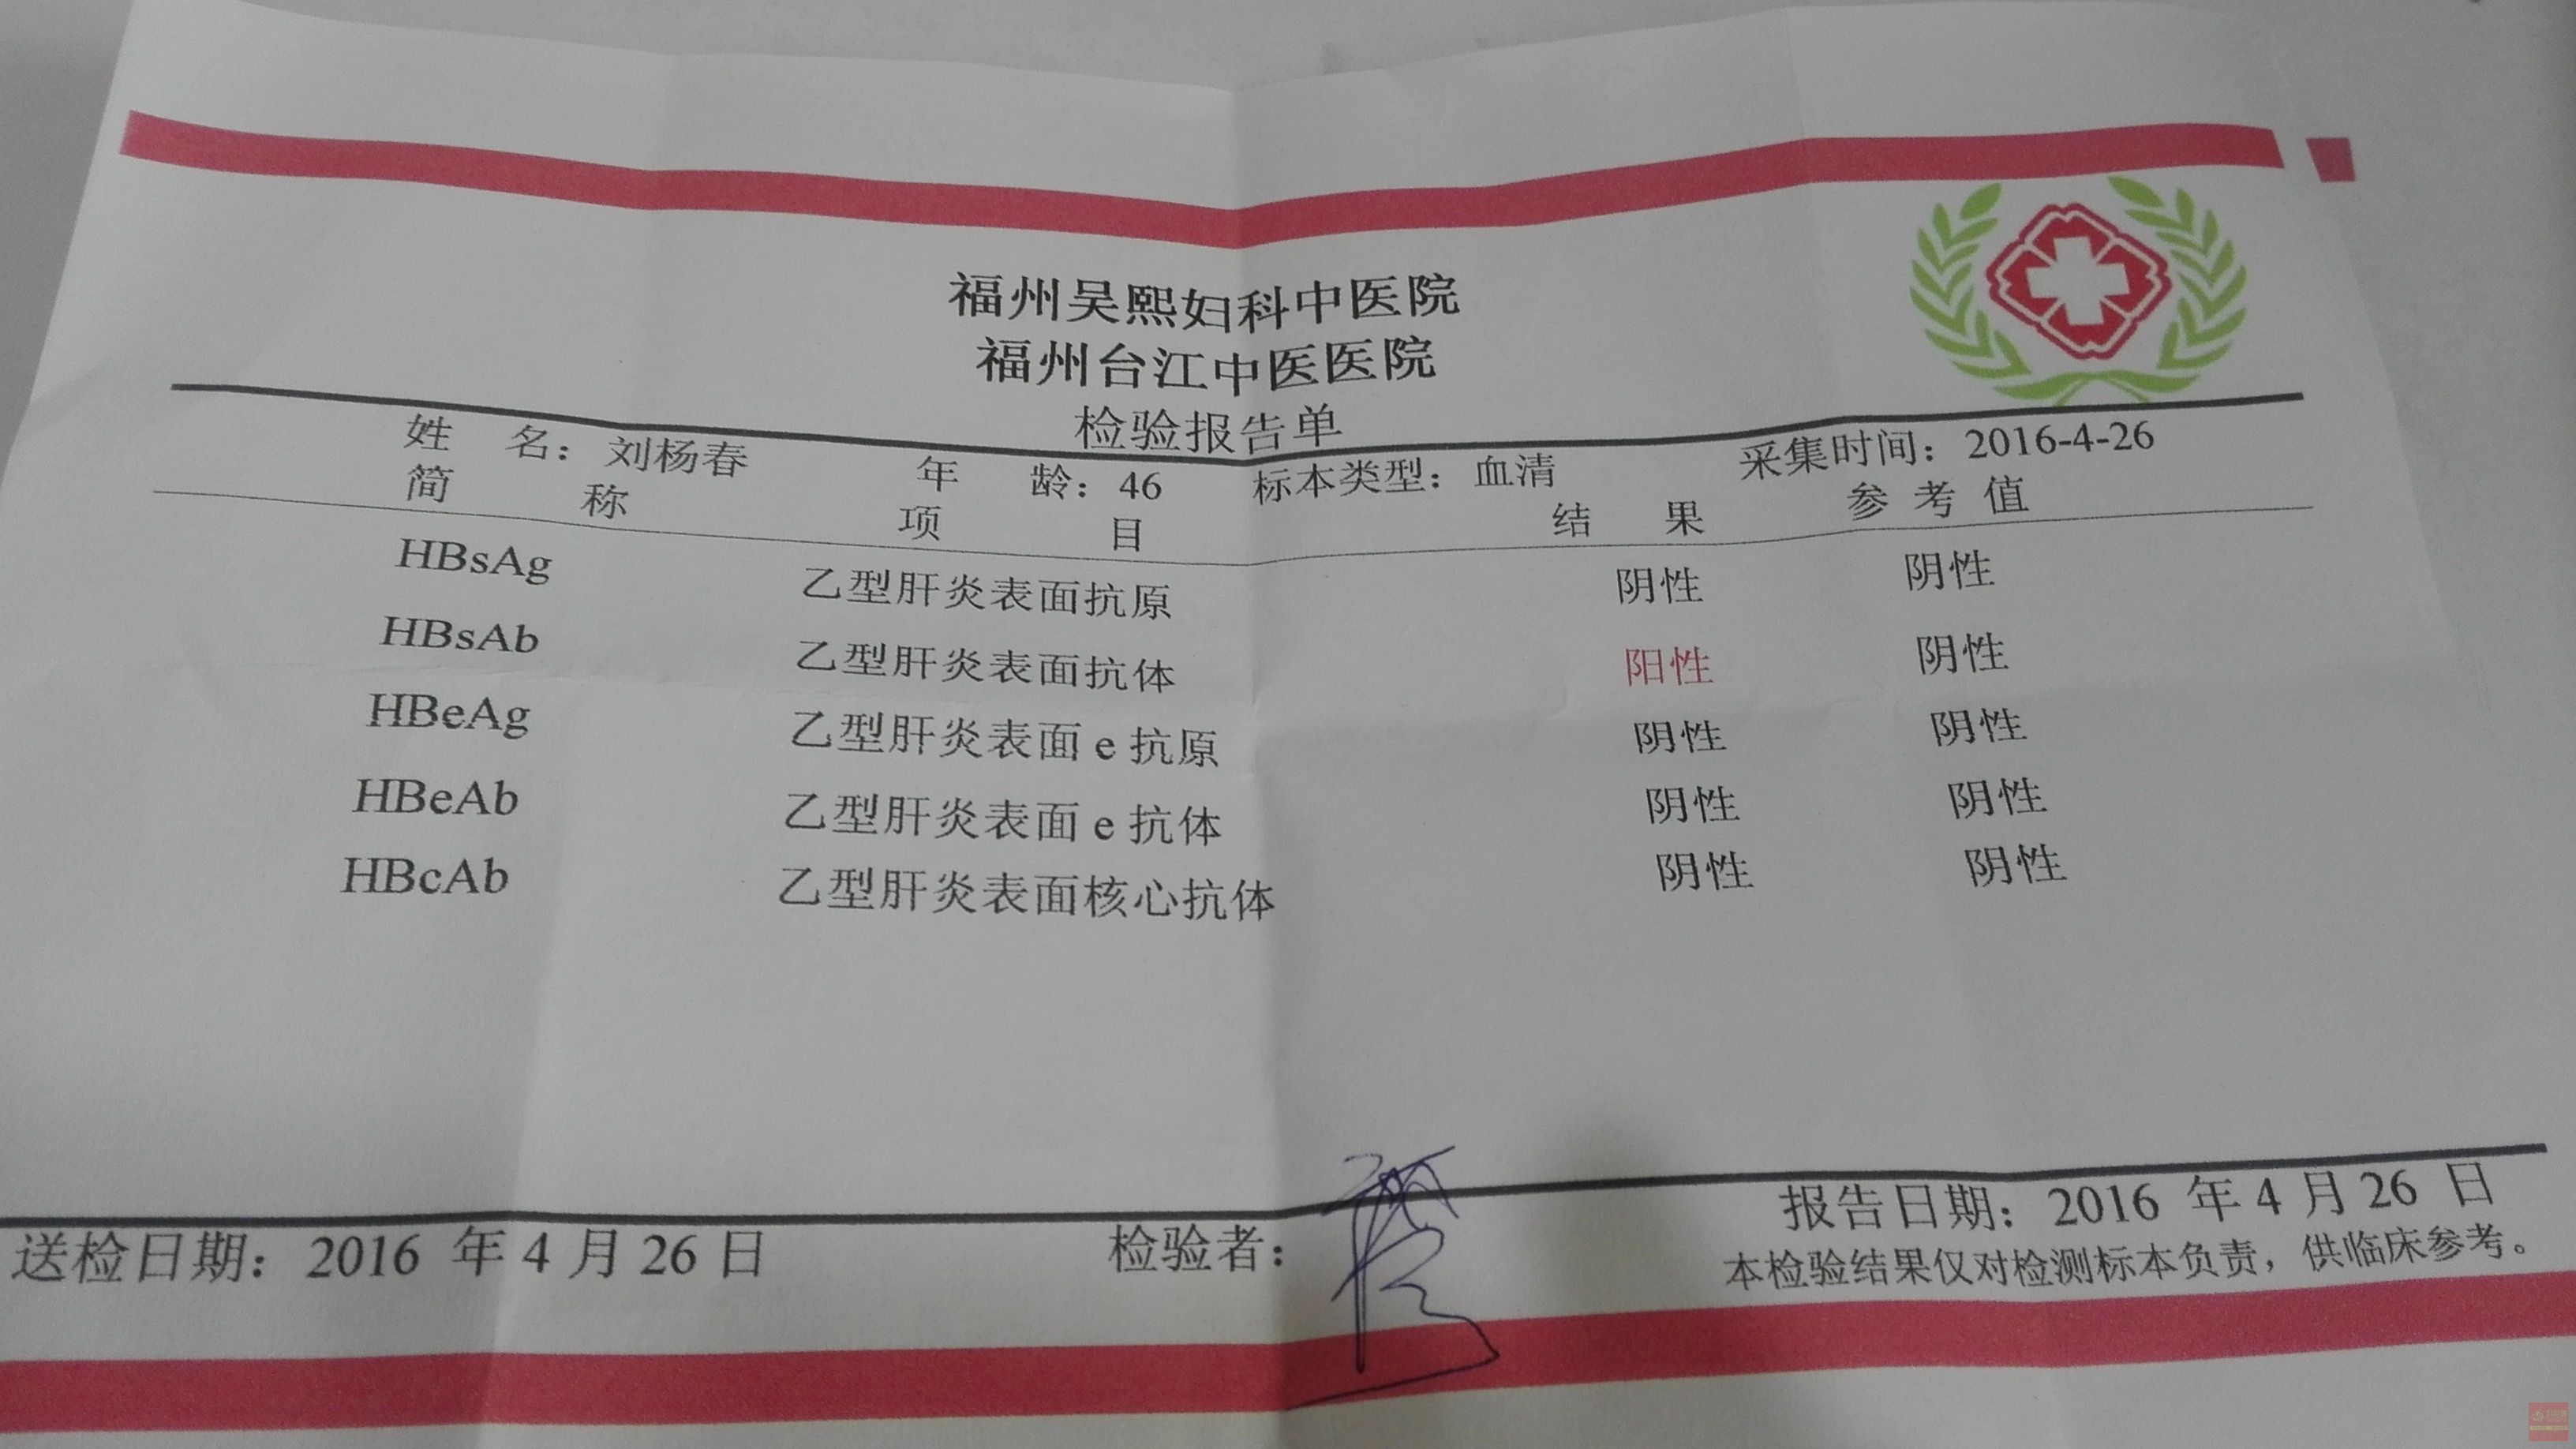 福州吴熙妇科中医院
福州台江中医医院
检验报告单
姓 名：刘杨春 年 龄：46 标本类型：血清 采集时间：2016-4-26
简 称 项 目 结 果 参 考 值
HBsAg 乙型肝炎表面抗原 阴性 阴性
HBsAb 乙型肝炎表面抗体 阳性 阴性
HBeAg 乙型肝炎表面 e 抗原 阴性 阴性
HBeAb 乙型肝炎表面 e 抗体 阴性 阴性
HBcAb 乙型肝炎表面核心抗体 阴性 阴性
送检日期：2016 年 4 月 26 日 检验者： 报告日期：2016 年 4 月 26 日
本检验结果仅对检测标本负责，供临床参考。